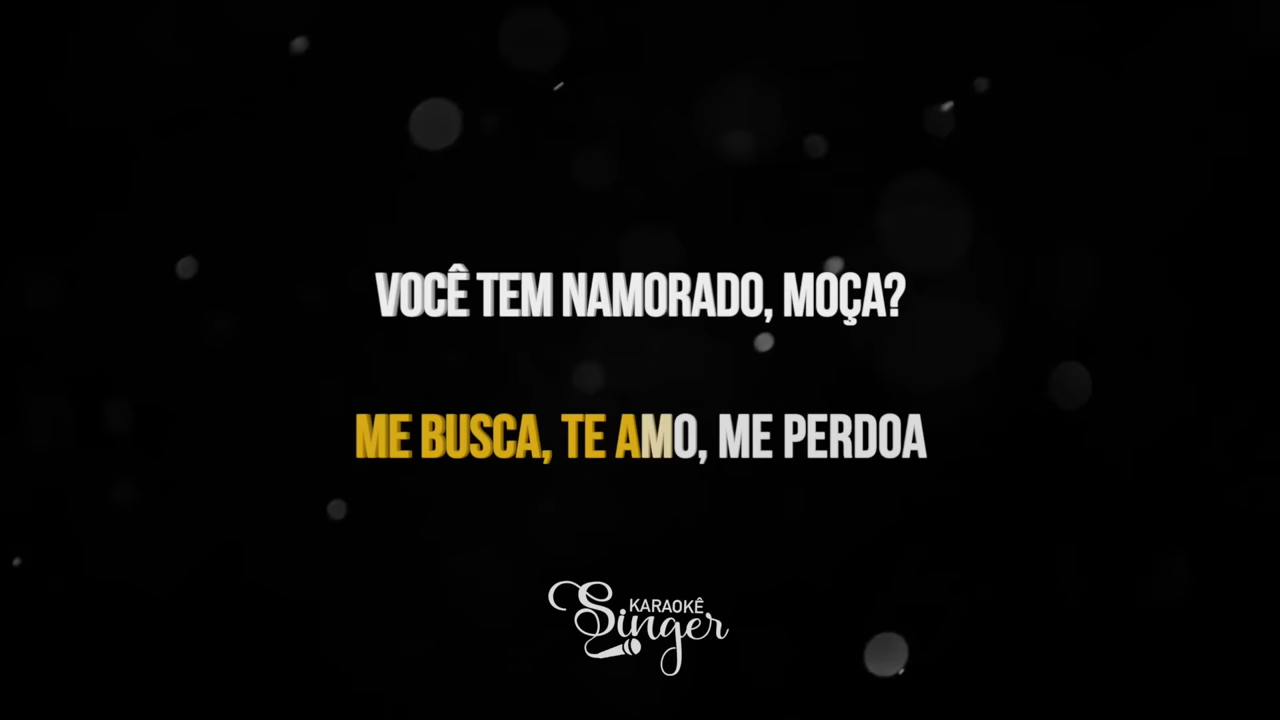 VOCÊ TEM NAMORADO, MOÇA?
ME BUSCA, TE AMO, ME PERDOA
KARAOKÊ
Singer